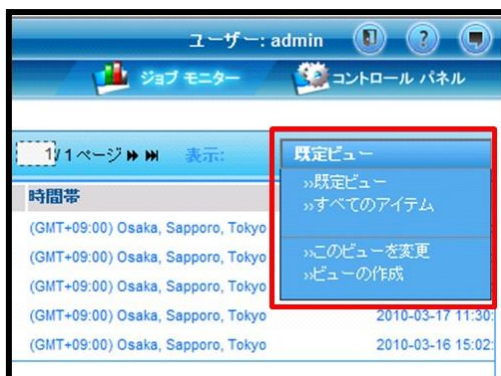 ユーザー: admin
ジョブ モニター
コントロール パネル
1/ 1 ページ
表示:
既定ビュー
»既定ビュー
»すべてのアイテム
»このビューを変更
»ビューの作成
時間帯
(GMT+09:00) Osaka, Sapporo, Tokyo
(GMT+09:00) Osaka, Sapporo, Tokyo
(GMT+09:00) Osaka, Sapporo, Tokyo
(GMT+09:00) Osaka, Sapporo, Tokyo 2010-03-17 11:30:
(GMT+09:00) Osaka, Sapporo, Tokyo 2010-03-16 15:02: